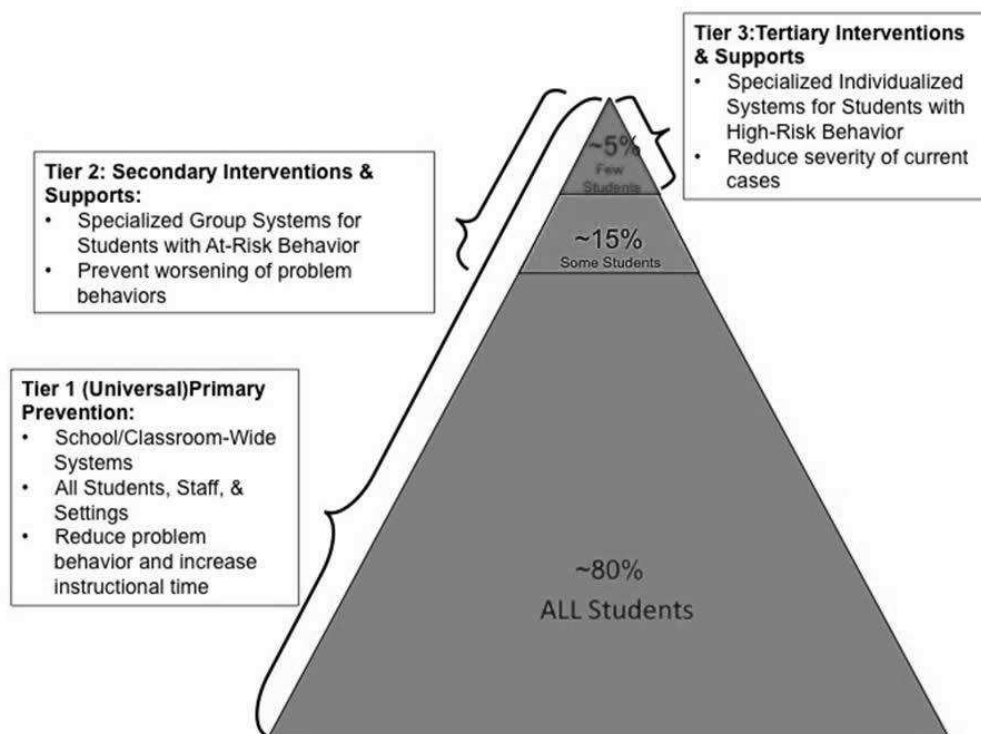 Tier 3:Tertiary Interventions
& Supports
• Specialized Individualized
Systems for Students with
High-Risk Behavior
• Reduce severity of current
cases
~5%
Few
Students
Tier 2: Secondary Interventions &
Supports:
• Specialized Group Systems for
Students with At-Risk Behavior
• Prevent worsening of problem
behaviors
~15%
Some Students
Tier 1 (Universal)Primary
Prevention:
• School/Classroom-Wide
Systems
• All Students, Staff, &
Settings
• Reduce problem
behavior and increase
instructional time
~80%
ALL Students